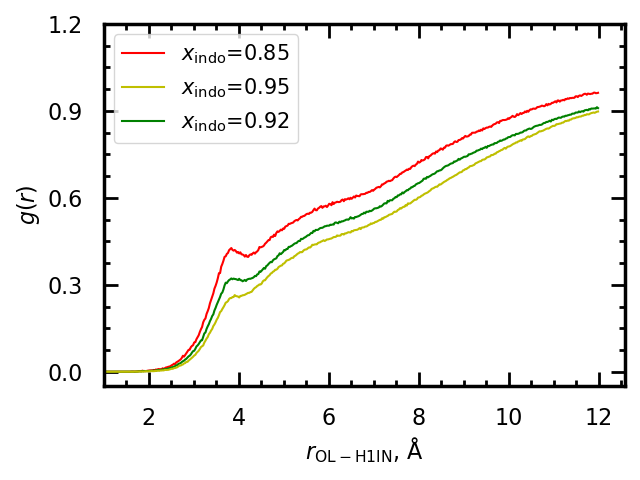 1.2
0.9
0.6
0.3
0.0
g(r)
x_indo=0.85
x_indo=0.95
x_indo=0.92
2 4 6 8 10 12
r_OL−H1IN, Å